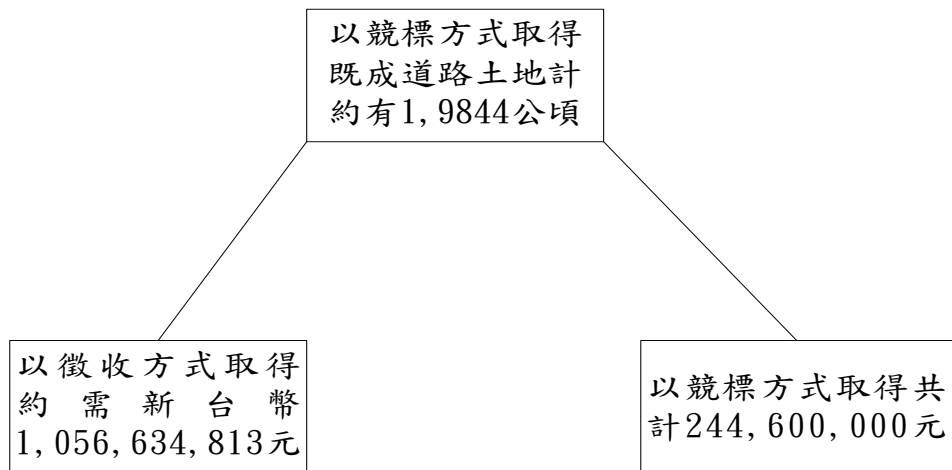 以競標方式取得
既成道路土地計
約有1,9844公頃
以徵收方式取得
約需新台幣
1,056,634,813元
以競標方式取得共
計244,600,000元